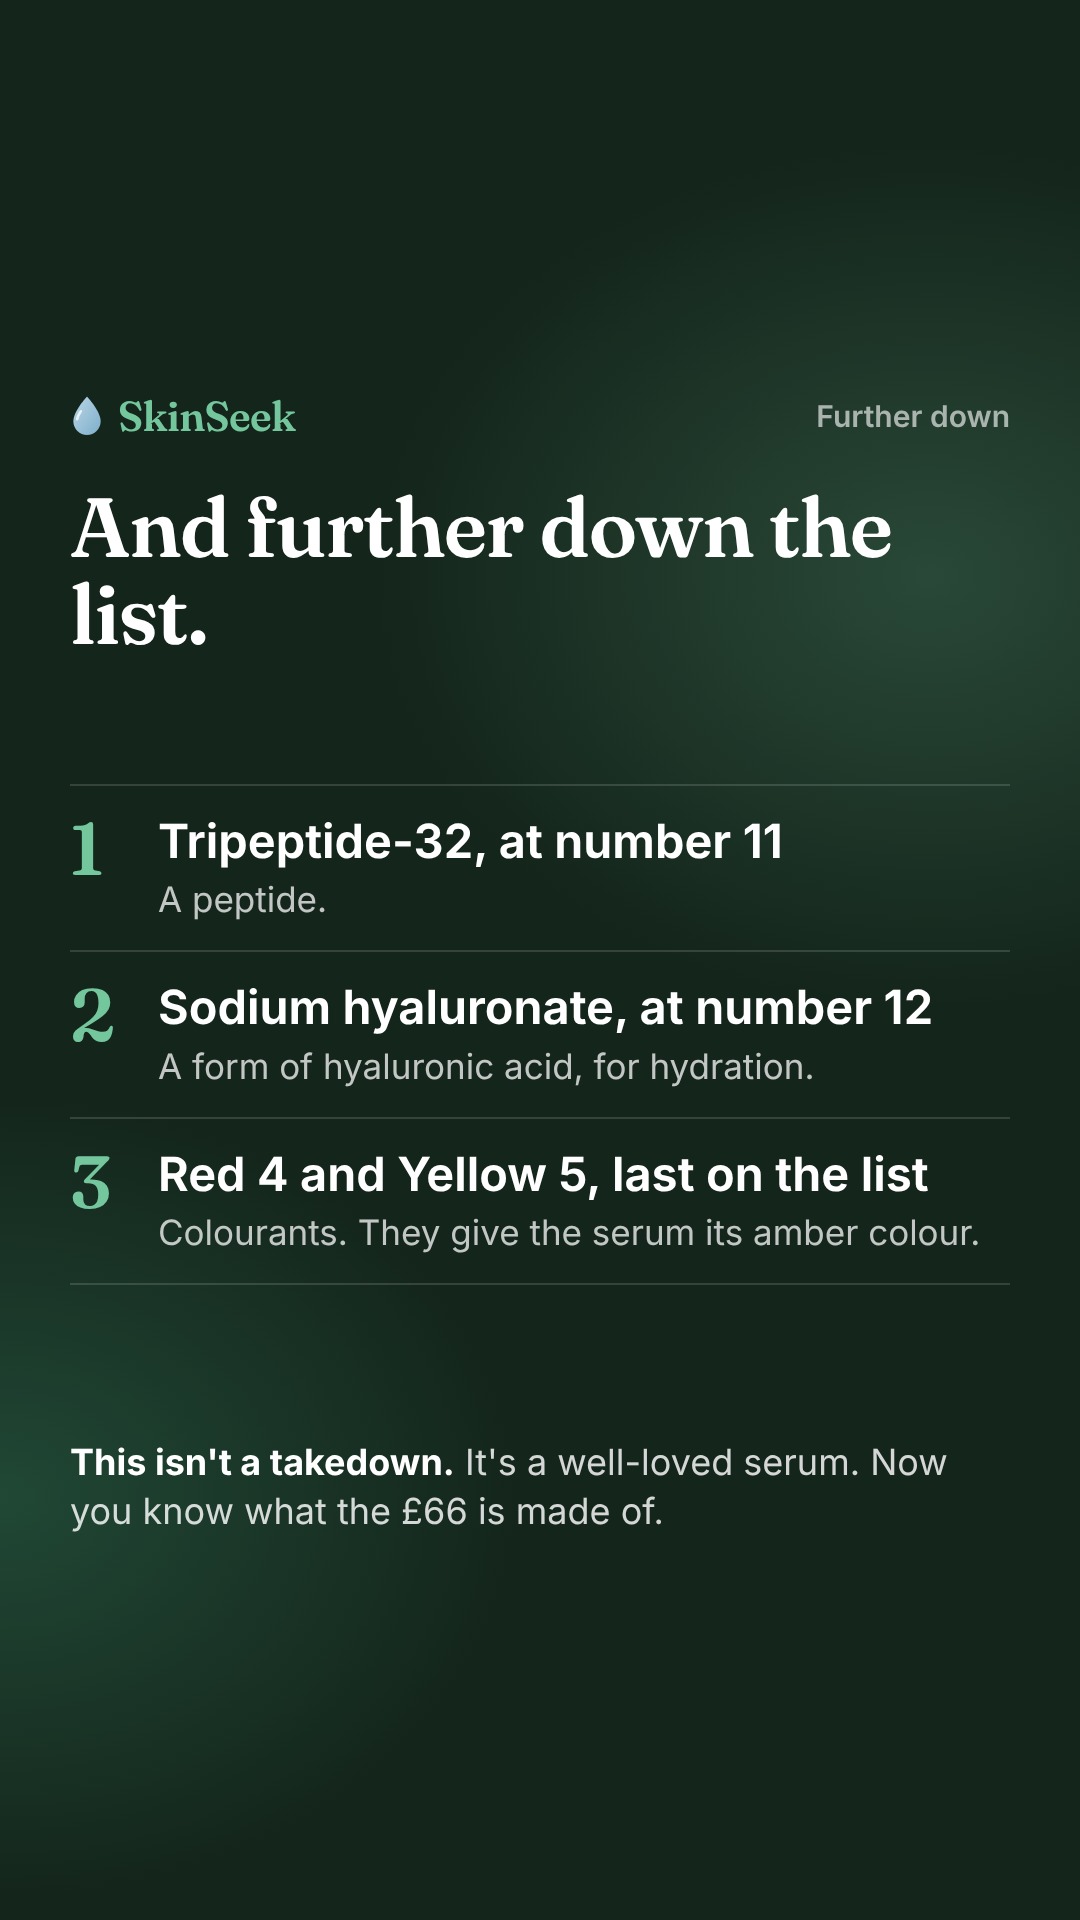 SkinSeek
Further down
And further down the
list.
1
Tripeptide-32, at number 11
A peptide.
2
Sodium hyaluronate, at number 12
A form of hyaluronic acid, for hydration.
3
Red 4 and Yellow 5, last on the list
Colourants. They give the serum its amber colour.
This isn't a takedown. It's a well-loved serum. Now
you know what the £66 is made of.